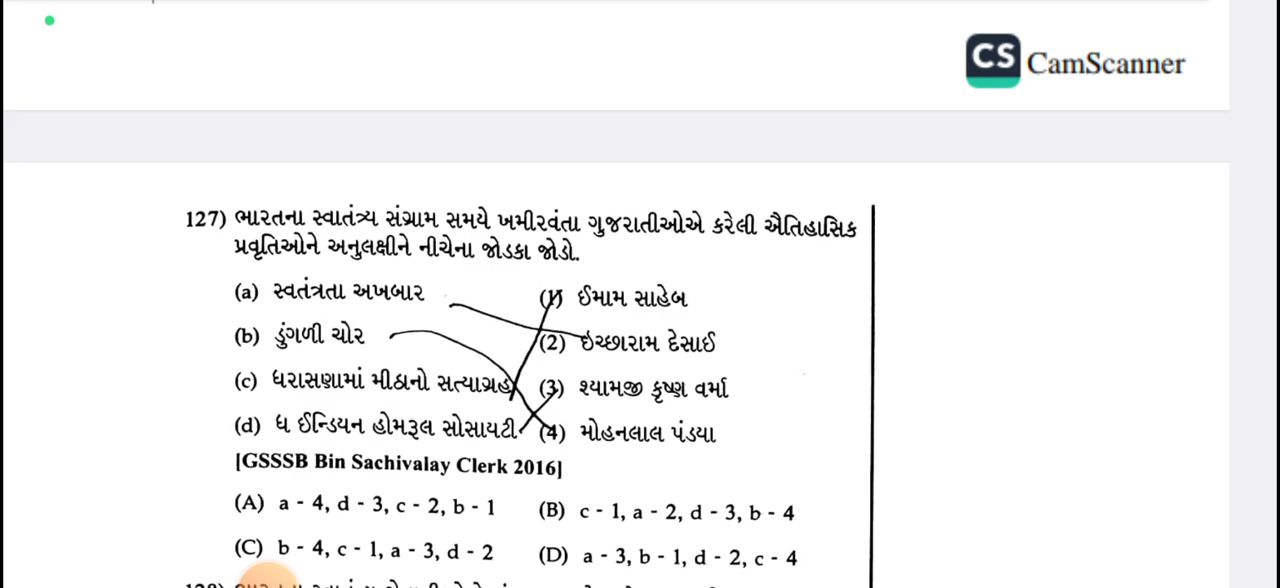 CS CamScanner
127) ભારતના સ્વાતંત્ર્ય સંગ્રામ સમયે ખમીરવંતા ગુજરાતીઓએ કરેલી ઐતિહાસિક
પ્રવૃતિઓને અનુલક્ષીને નીચેના જોડકા જોડો.
(a) સ્વતંત્રતા અખબાર (1) ઈમામ સાહેબ
(b) ડુંગળી ચોર (2) ઇચ્છારામ દેસાઈ
(c) ધરાસણામાં મીઠાનો સત્યાગ્રહ (3) શ્યામજી કૃષ્ણ વર્મા
(d) ધ ઈન્ડિયન હોમરૂલ સોસાયટી (4) મોહનલાલ પંડયા
[GSSSB Bin Sachivalay Clerk 2016]
(A) a - 4, d - 3, c - 2, b - 1 (B) c - 1, a - 2, d - 3, b - 4
(C) b - 4, c - 1, a - 3, d - 2 (D) a - 3, b - 1, d - 2, c - 4